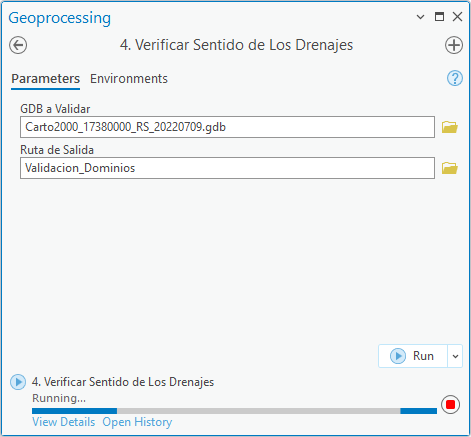 Geoprocessing
4. Verificar Sentido de Los Drenajes
Parameters Environments
?
GDB a Validar
Carto2000_17380000_RS_20220709.gdb
Ruta de Salida
Validacion_Dominios
Run
4. Verificar Sentido de Los Drenajes
Running...
View Details Open History